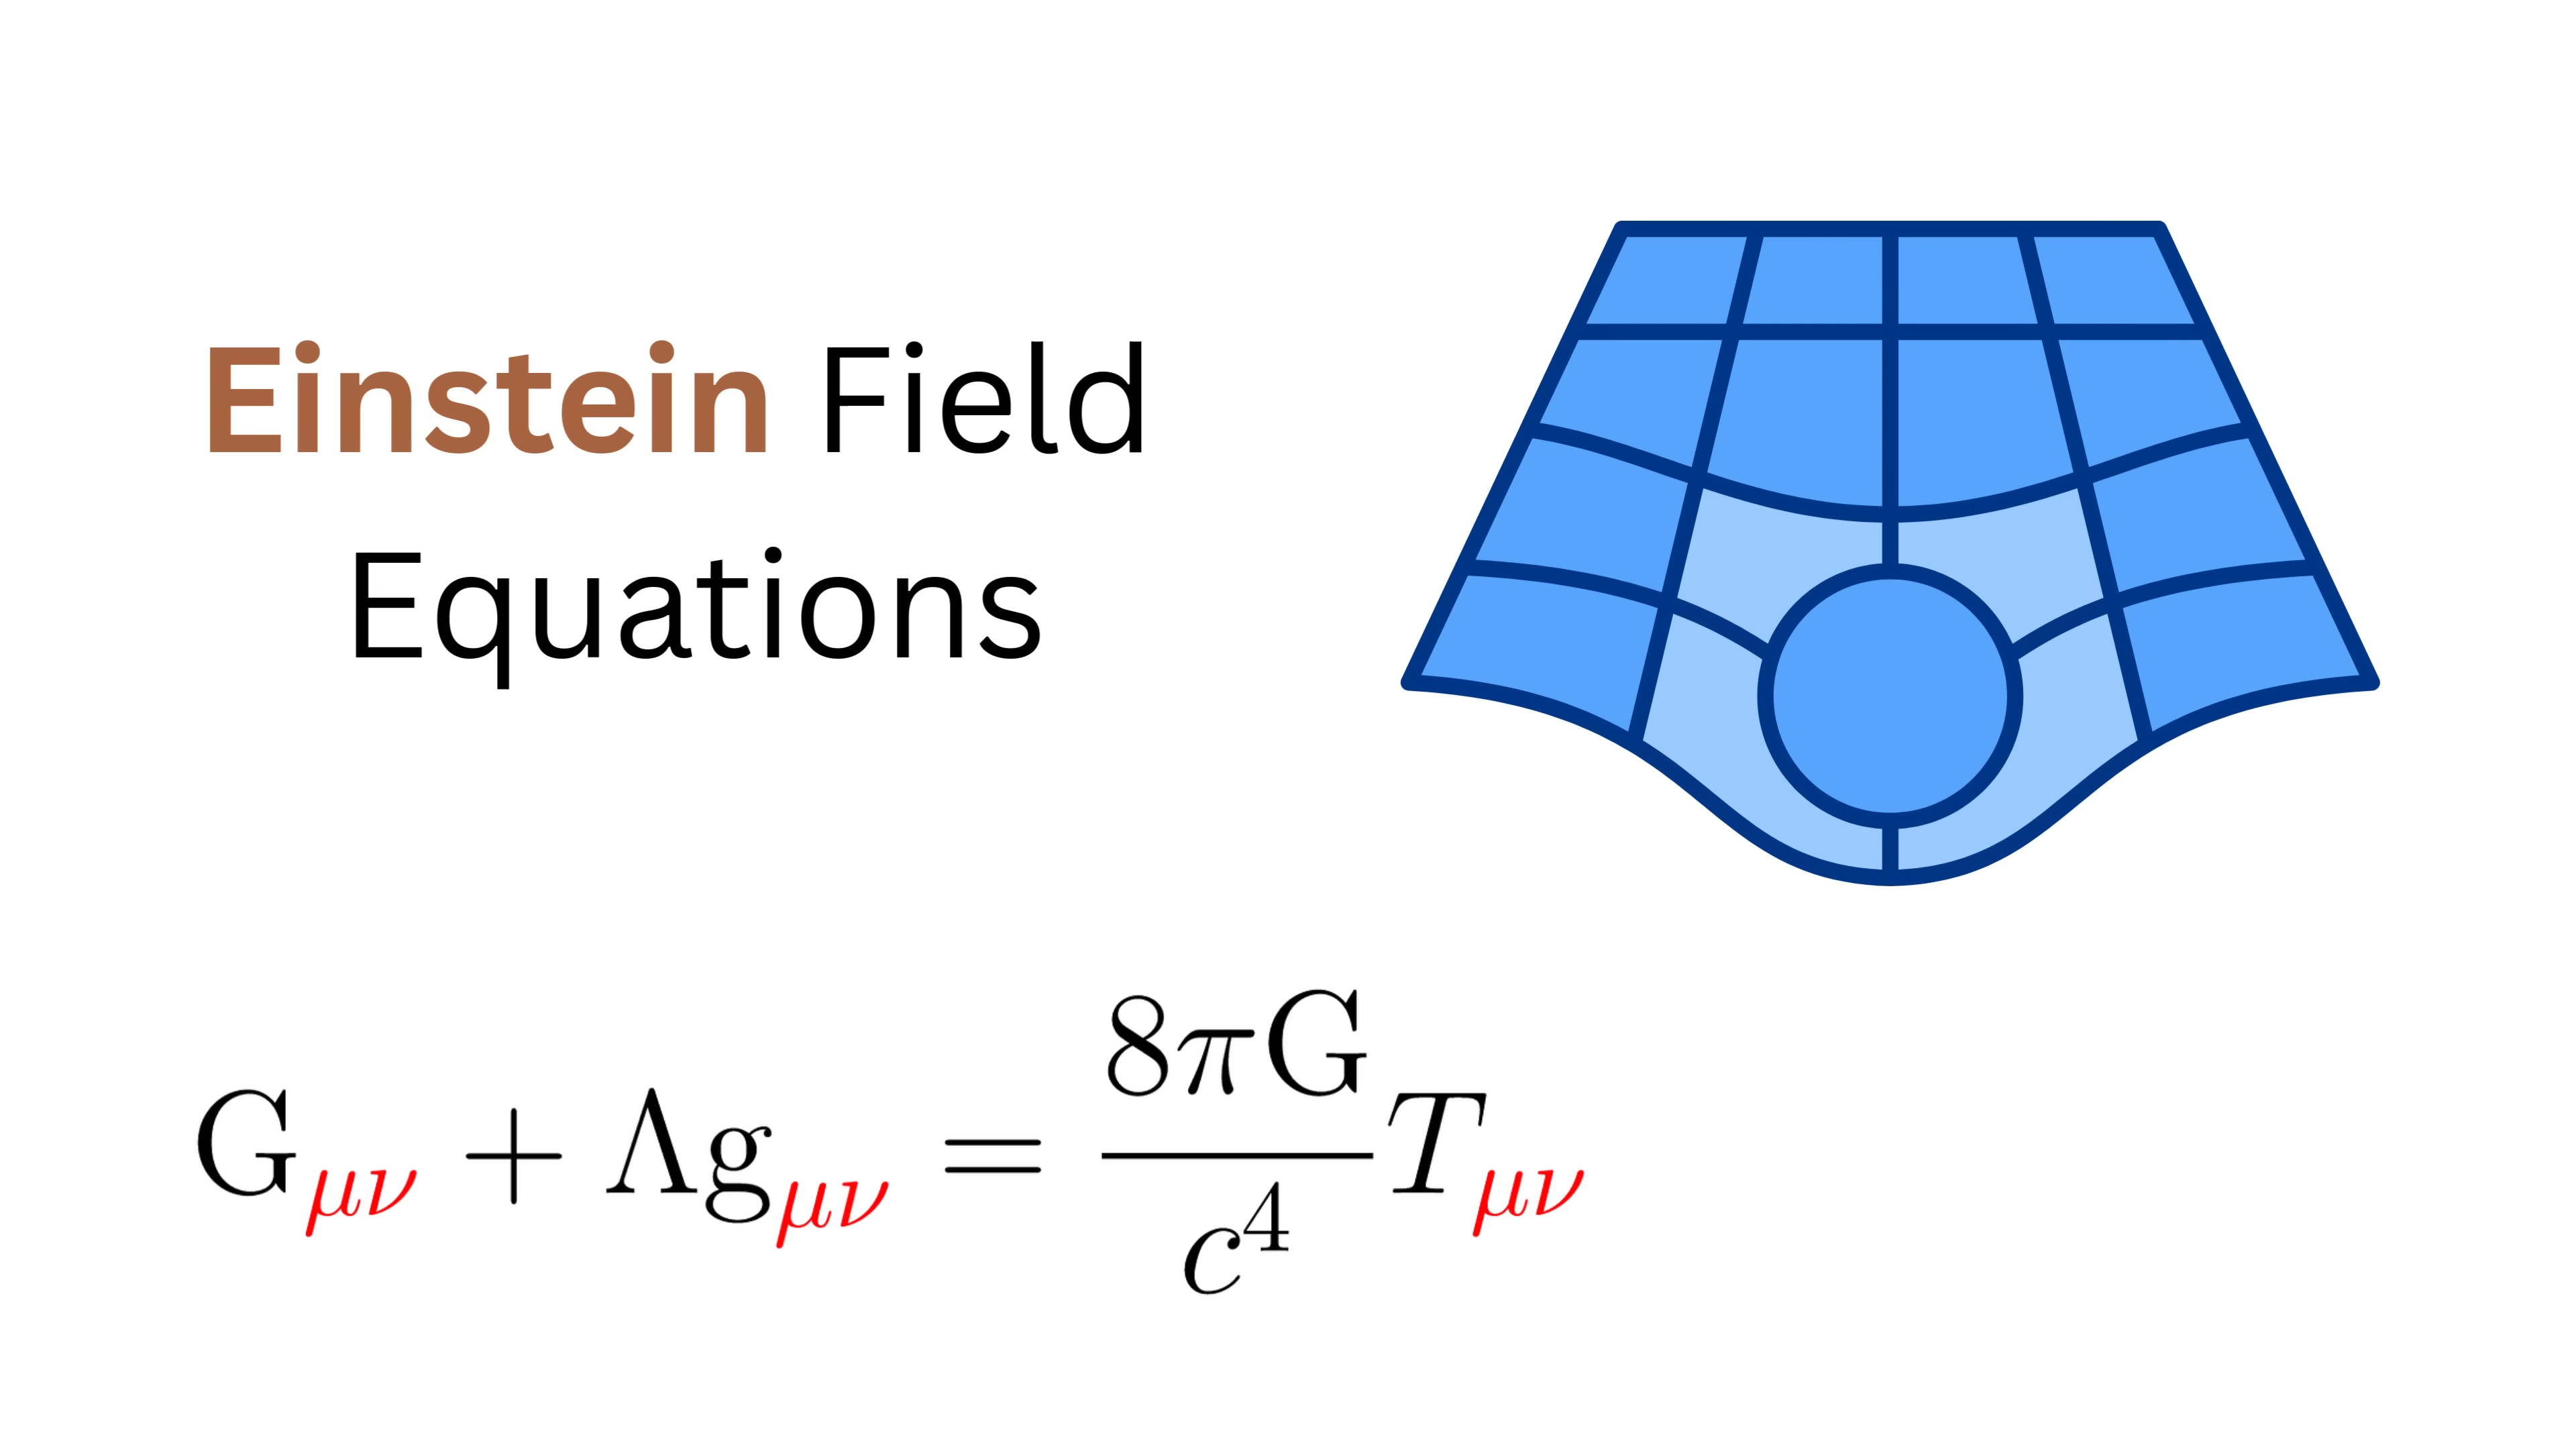 Einstein Field
Equations
G_{μν} + Λg_{μν} = \frac{8πG}{c^4} T_{μν}